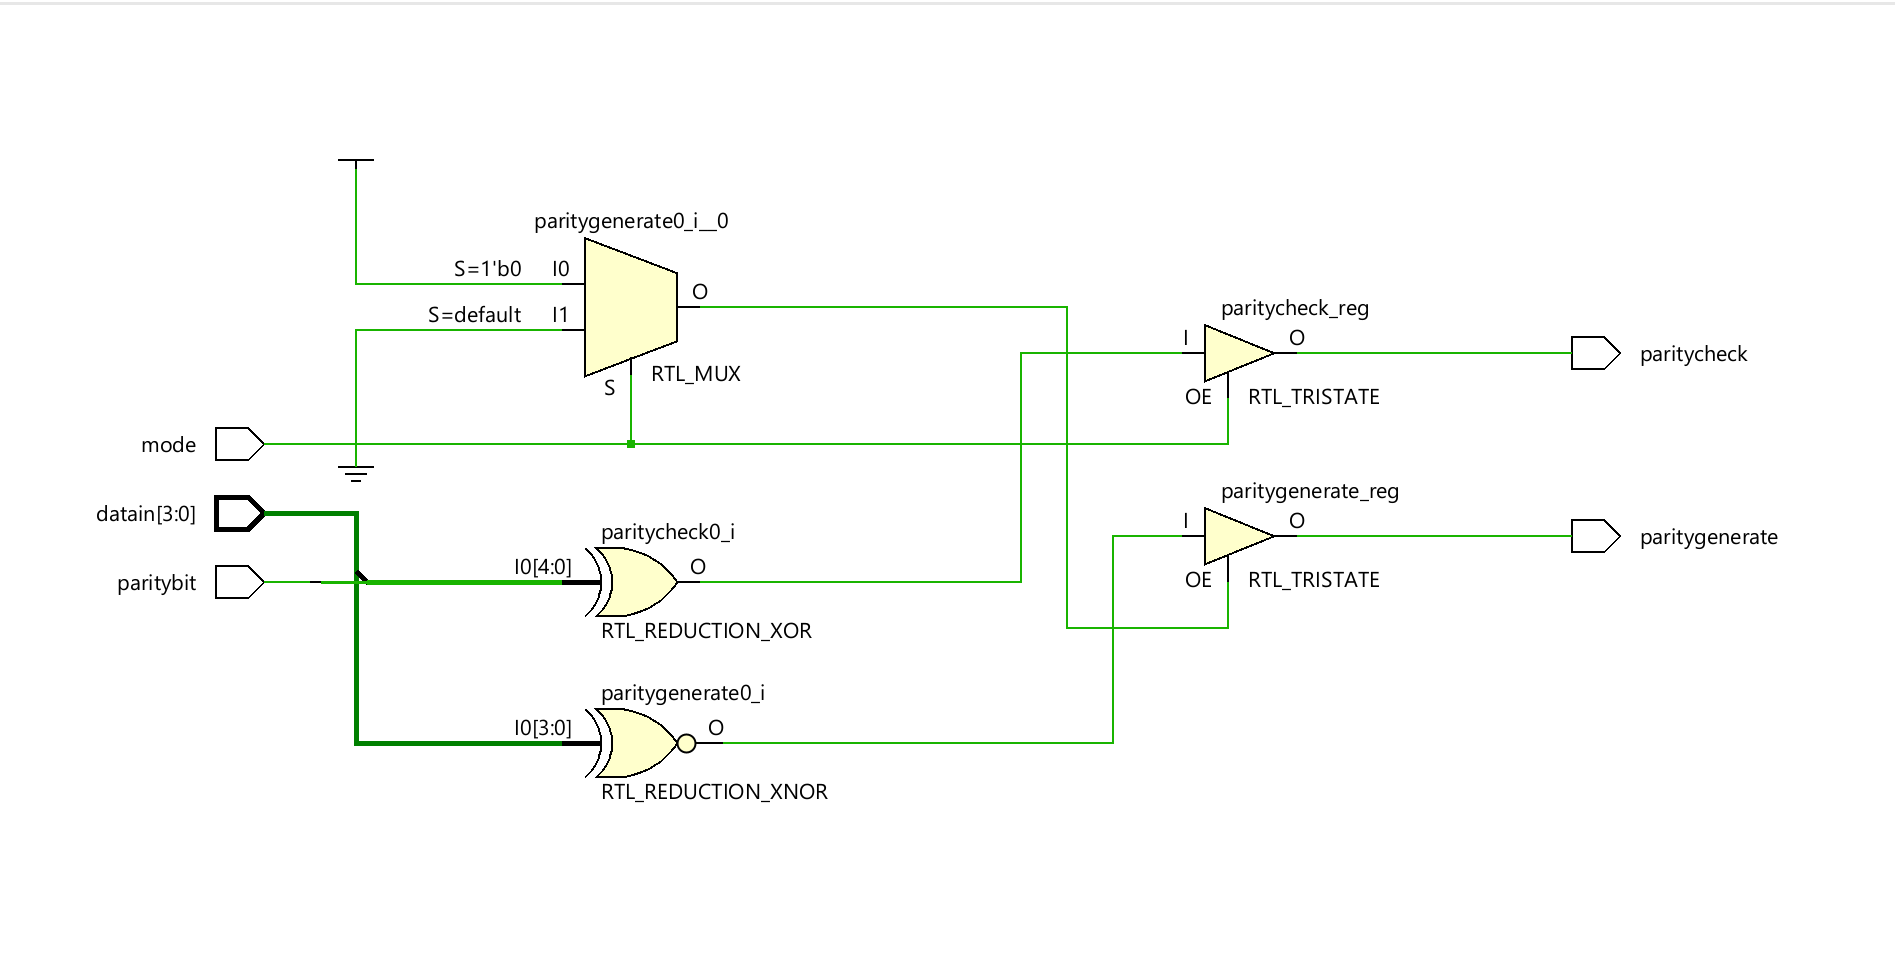 paritygenerate0_i__0
S=1'b0 I0
S=default I1
O
S
RTL_MUX
mode
datain[3:0]
paritybit
paritycheck0_i
I0[4:0]
O
RTL_REDUCTION_XOR
paritygenerate0_i
I0[3:0]
O
RTL_REDUCTION_XNOR
paritycheck_reg
I
O
OE
RTL_TRISTATE
paritycheck
paritygenerate_reg
I
O
OE
RTL_TRISTATE
paritygenerate